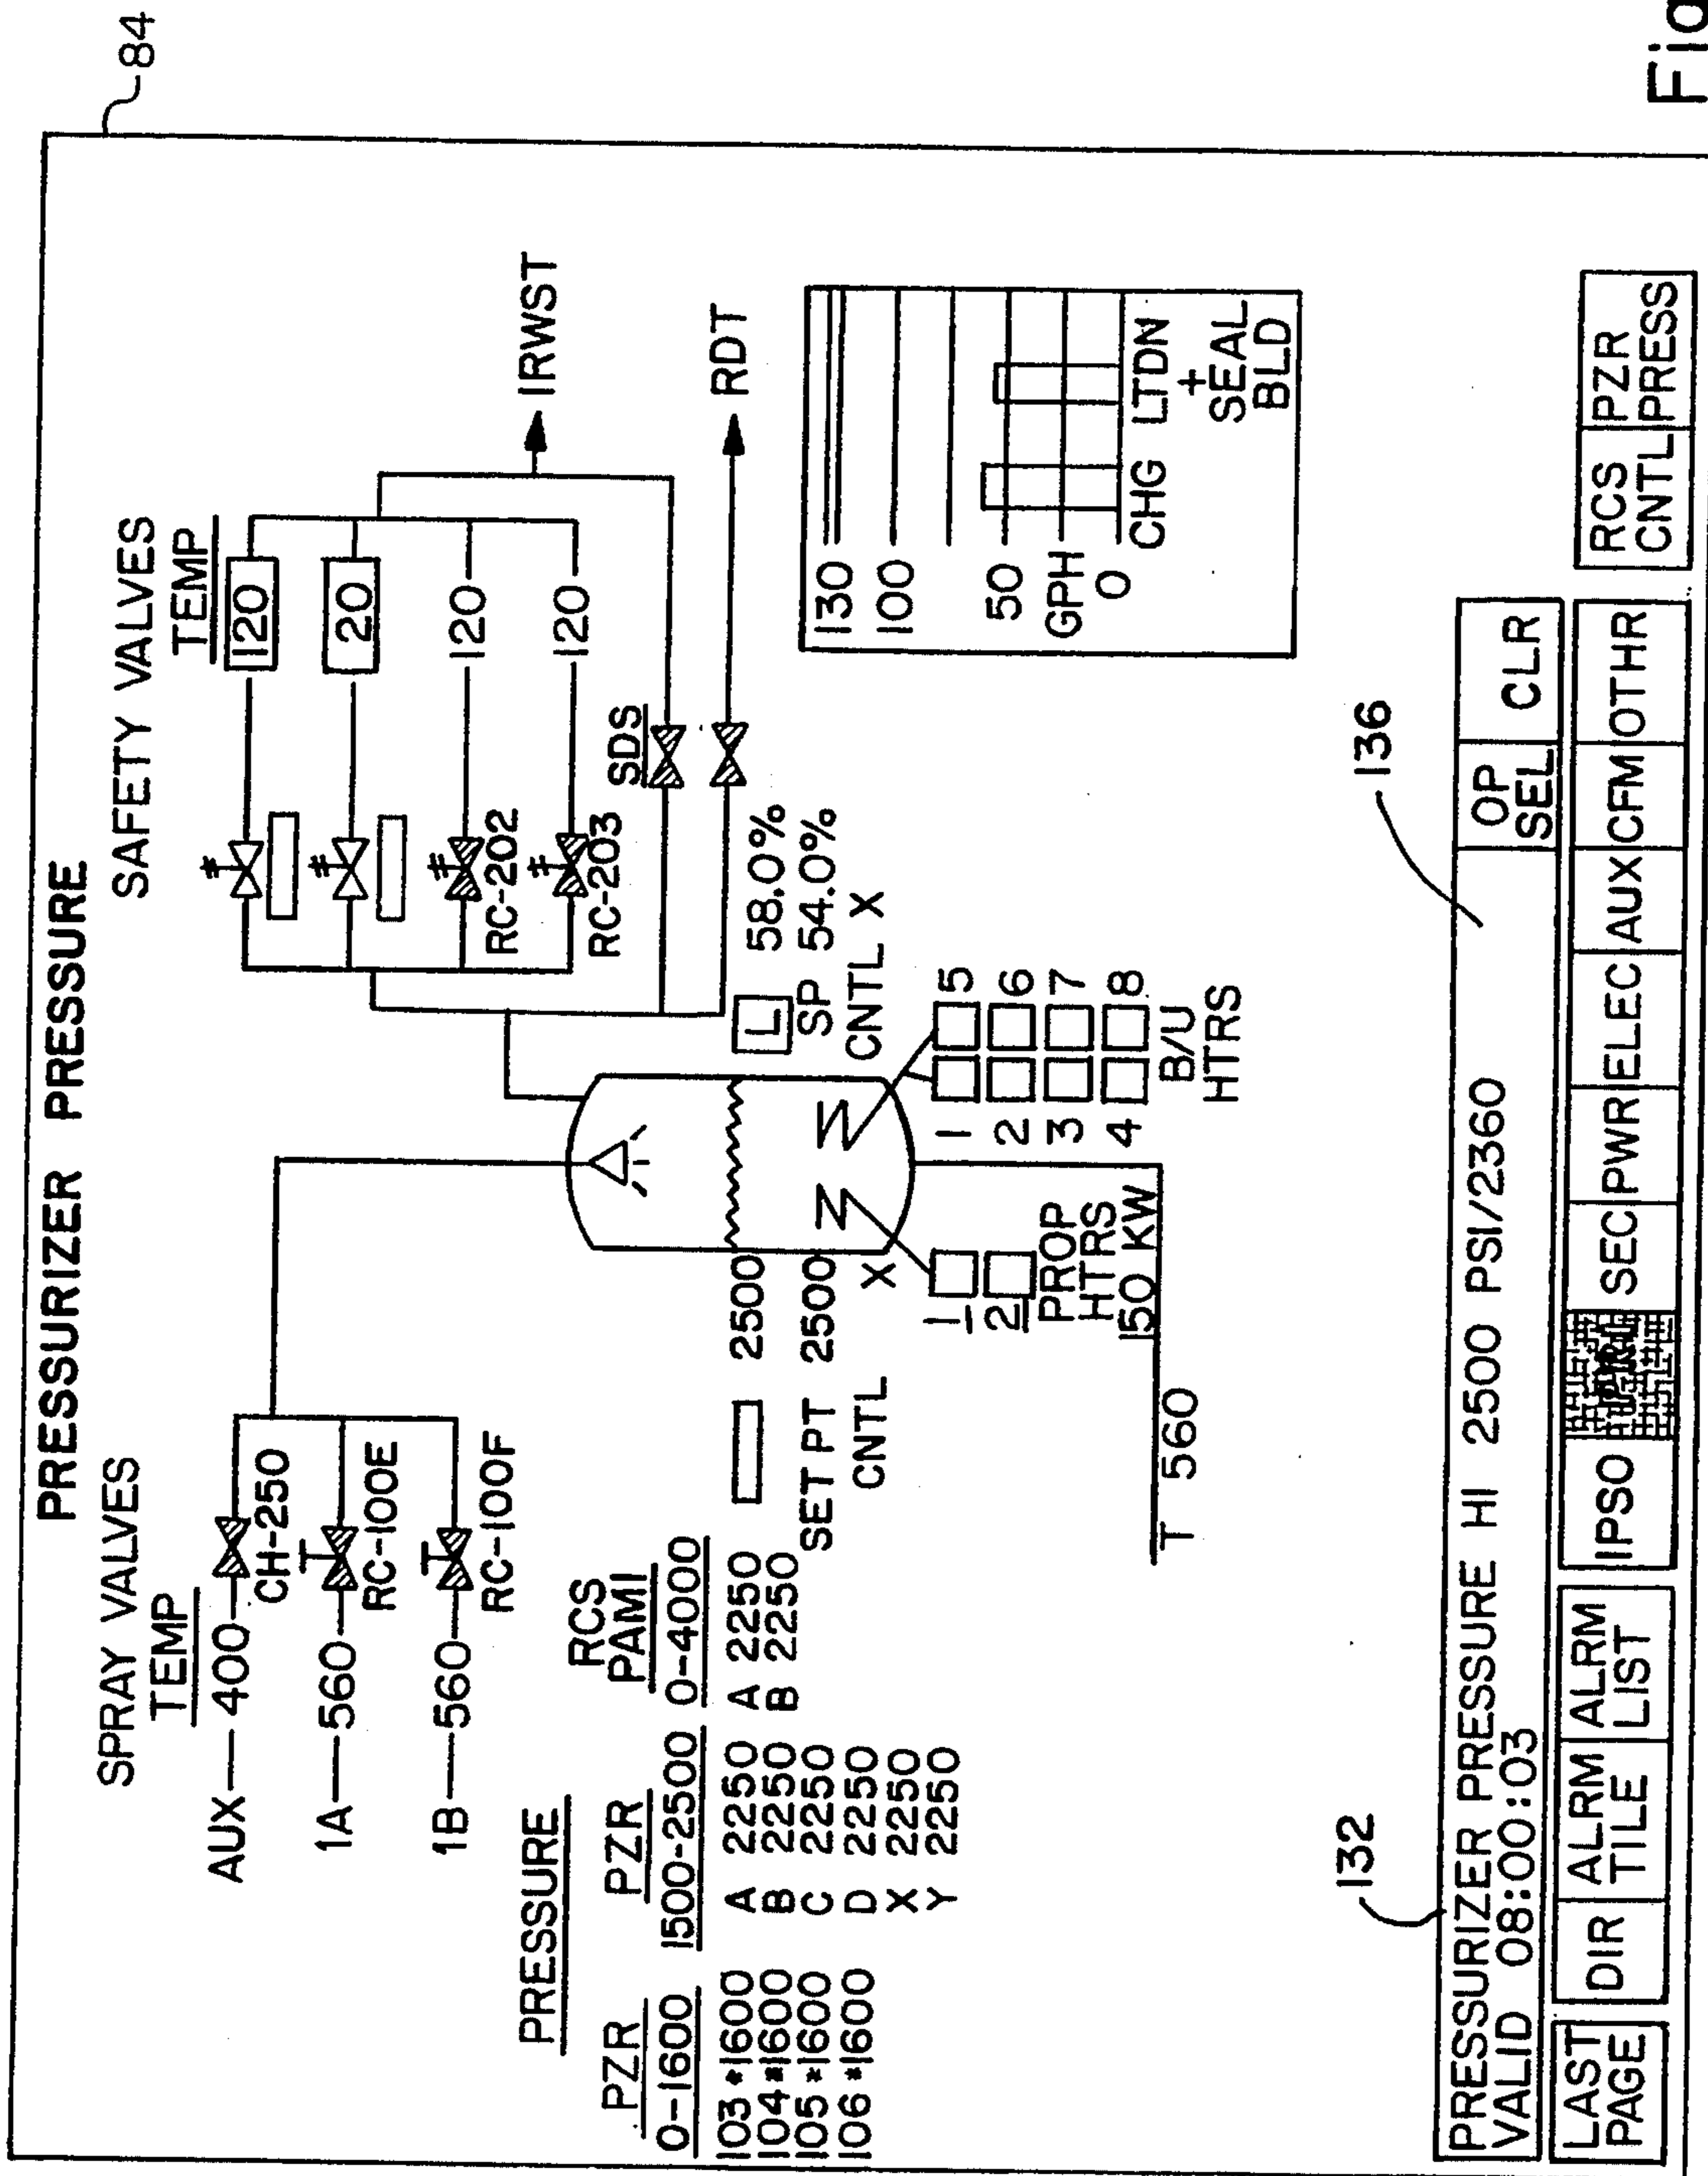 84
PRESSURIZER PRESSURE
SPRAY VALVES
TEMP
AUX 400
CH-250
1A 560
RC-100E
1B 560
RC-100F
SAFETY VALVES
TEMP
120
20
120
RC-202
120
RC-203
IRWST
SDS
RDT
PRESSURE
PZR
0-1600
103 *1600
104 *1600
105 *1600
106 *1600
PZR
1500-2500
A 2250
B 2250
C 2250
D 2250
X 2250
Y 2250
RCS
PAMI
0-4000
A 2250
B 2250
2500
SET PT 2500
CNTL X
L 58.0%
SP 54.0%
CNTL X
1
2
PROP
HTRS
150 KW
1 5
2 6
3 7
4 8
B/U
HTRS
T 560
130
100
50
GPH
0
CHG LTDN
+
SEAL
BLD
132
136
PRESSURIZER PRESSURE HI 2500 PSI/2360
VALID 08:00:03
OP
SEL
CLR
LAST
PAGE
DIR
ALRM
TILE
ALRM
LIST
IPSO
SEC
PWR
ELEC
AUX
CFM
OTHR
RCS
CNTL
PZR
PRESS